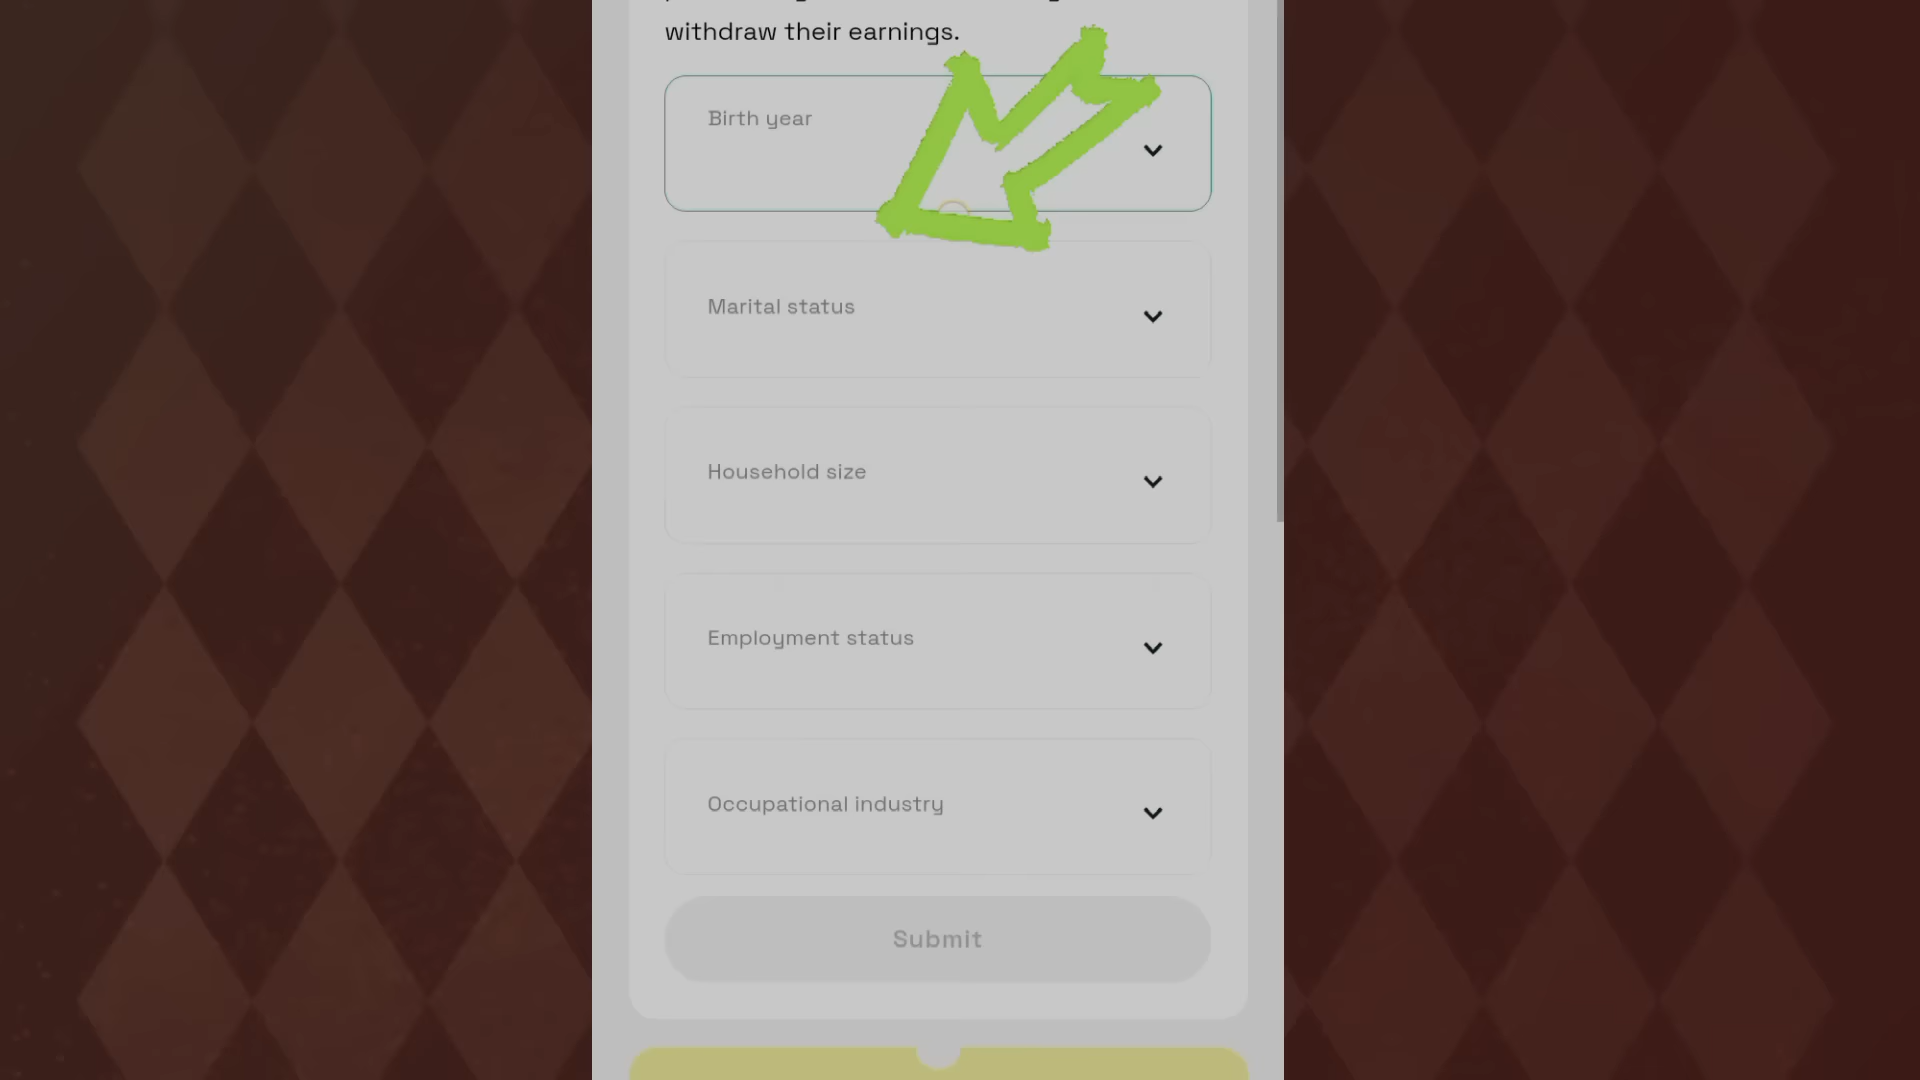 withdraw their earnings.
Birth year
Marital status
Household size
Employment status
Occupational industry
Submit